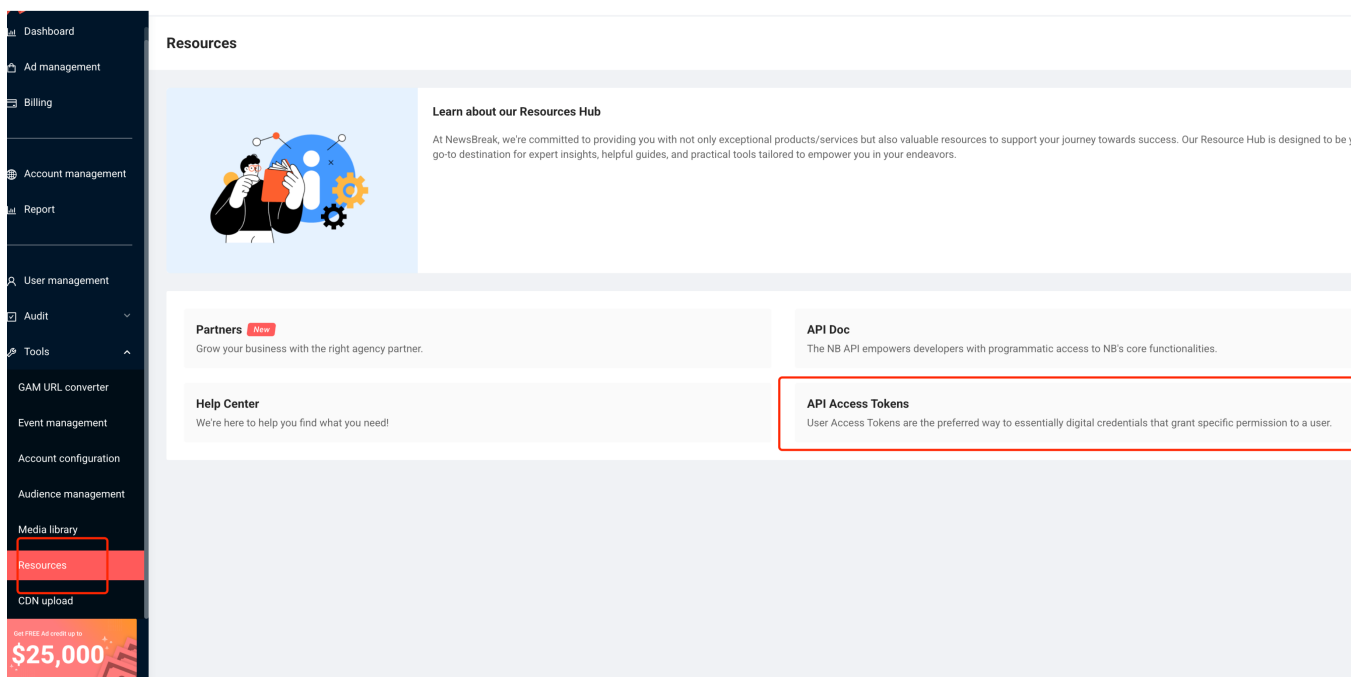 Dashboard
Ad management
Billing
Account management
Report
User management
Audit
Tools
GAM URL converter
Event management
Account configuration
Audience management
Media library
Resources
CDN upload
Get FREE Ad credit up to
$25,000
Resources
Learn about our Resources Hub
At NewsBreak, we're committed to providing you with not only exceptional products/services but also valuable resources to support your journey towards success. Our Resource Hub is designed to be
go-to destination for expert insights, helpful guides, and practical tools tailored to empower you in your endeavors.
Partners New
Grow your business with the right agency partner.
API Doc
The NB API empowers developers with programmatic access to NB's core functionalities.
Help Center
We're here to help you find what you need!
API Access Tokens
User Access Tokens are the preferred way to essentially digital credentials that grant specific permission to a user.